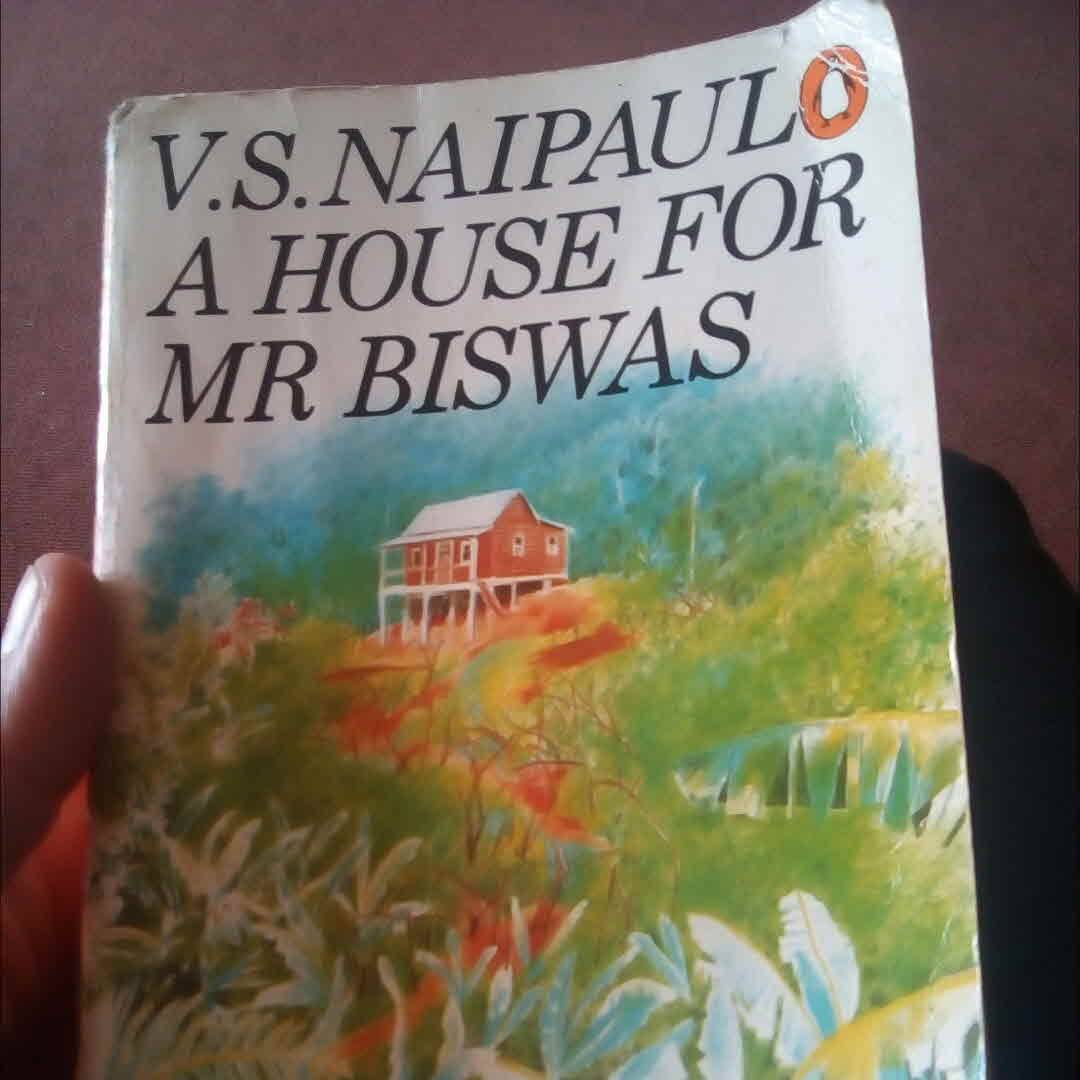 V.S. NAIPAUL
A HOUSE FOR
MR BISWAS